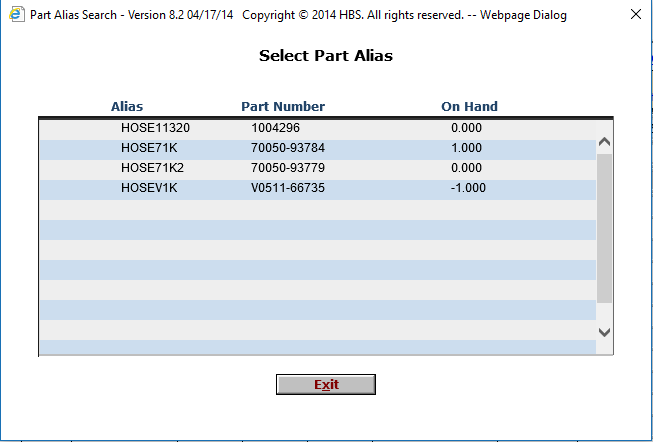 Part Alias Search - Version 8.2 04/17/14 Copyright © 2014 HBS. All rights reserved. -- Webpage Dialog
Select Part Alias
Alias Part Number On Hand
HOSE11320 1004296 0.000
HOSE71K 70050-93784 1.000
HOSE71K2 70050-93779 0.000
HOSEV1K V0511-66735 -1.000
Exit